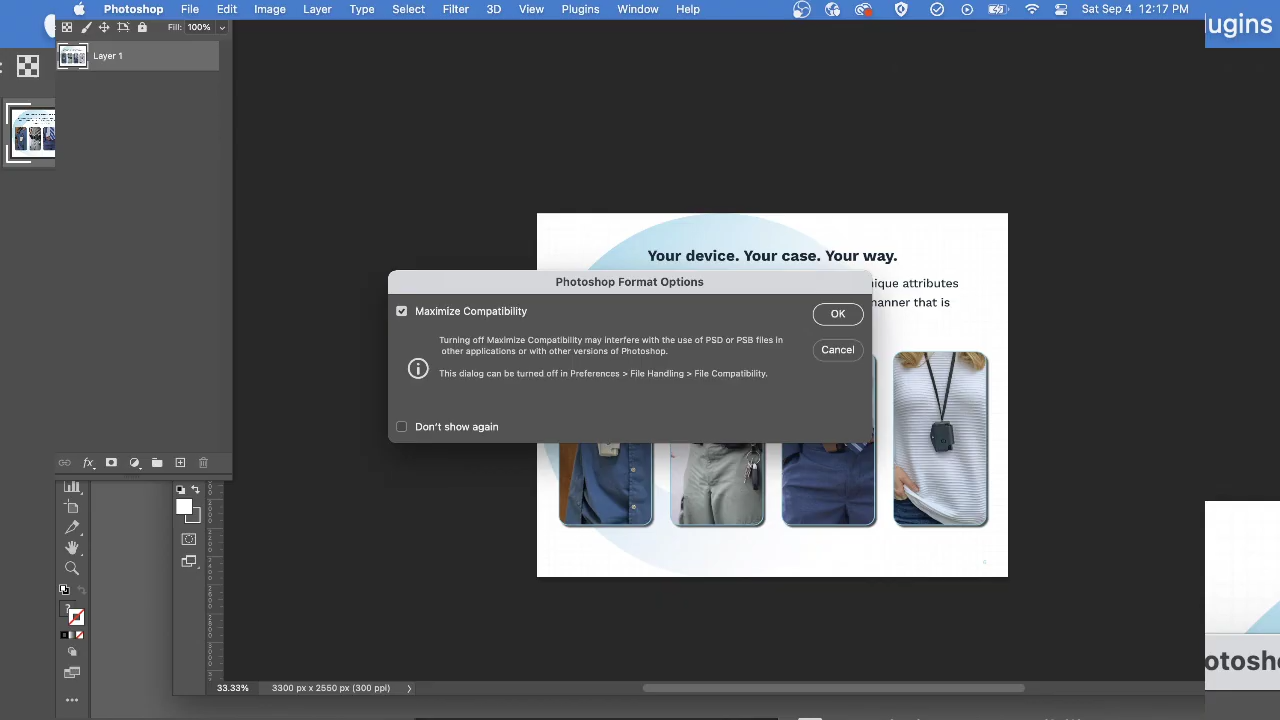 Photoshop File Edit Image Layer Type Select Filter 3D View Plugins Window Help Sat Sep 4 12:17 PM
ugins
Fill: 100%
Layer 1
Your device. Your case. Your way.
nique attributes
manner that is
Photoshop Format Options
Maximize Compatibility
OK
Turning off Maximize Compatibility may interfere with the use of PSD or PSB files in
other applications or with other versions of Photoshop.
Cancel
This dialog can be turned off in Preferences > File Handling > File Compatibility.
Don't show again
fx
33.33% 3300 px x 2550 px (300 ppi)
otosh